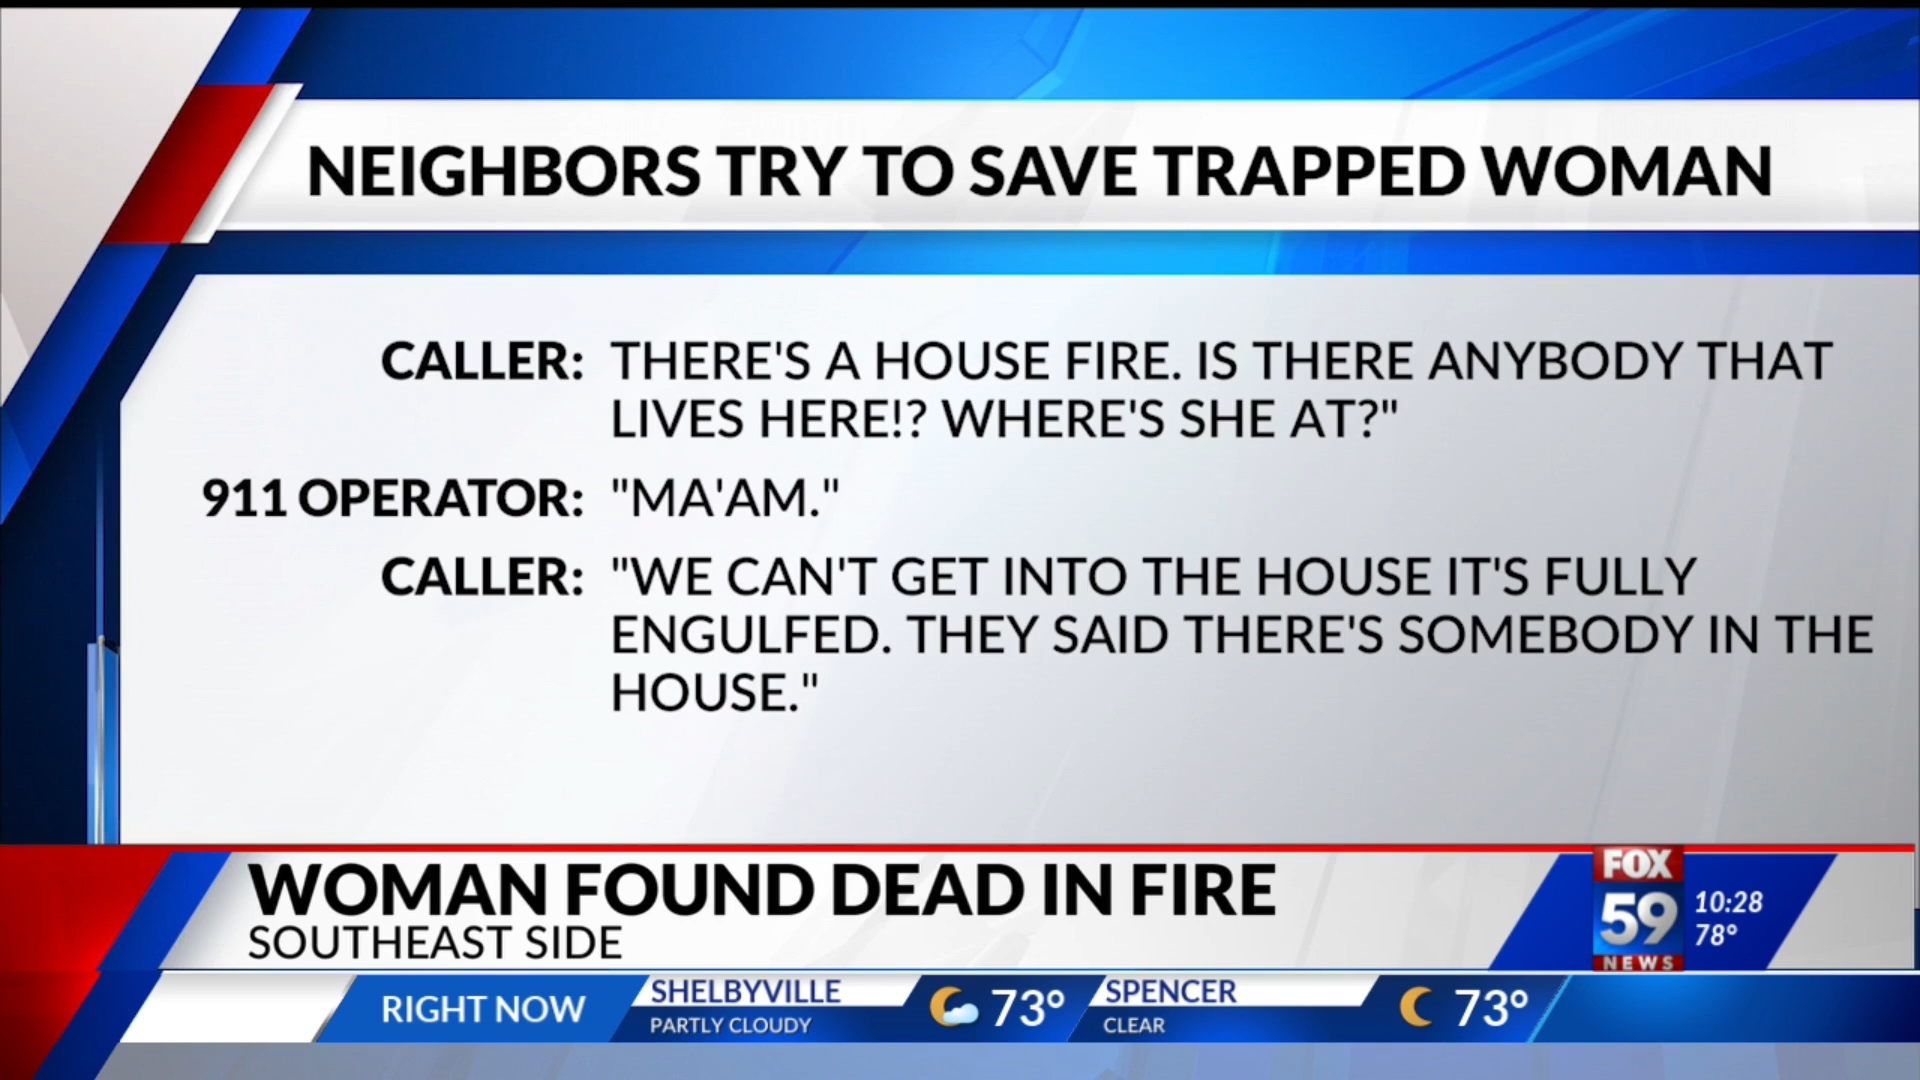 NEIGHBORS TRY TO SAVE TRAPPED WOMAN
CALLER: THERE'S A HOUSE FIRE. IS THERE ANYBODY THAT
LIVES HERE!? WHERE'S SHE AT?"
911 OPERATOR: "MA'AM."
CALLER: "WE CAN'T GET INTO THE HOUSE IT'S FULLY
ENGULFED. THEY SAID THERE'S SOMEBODY IN THE
HOUSE."
WOMAN FOUND DEAD IN FIRE
SOUTHEAST SIDE
FOX
59
NEWS
10:28
78°
RIGHT NOW
SHELBYVILLE
PARTLY CLOUDY
73°
SPENCER
CLEAR
73°